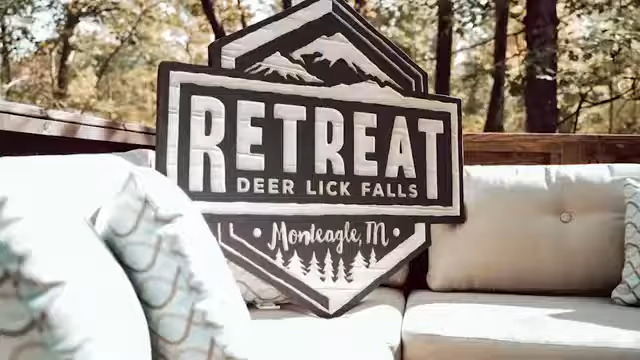 RETREAT
DEER LICK FALLS
• Monteagle, TN •